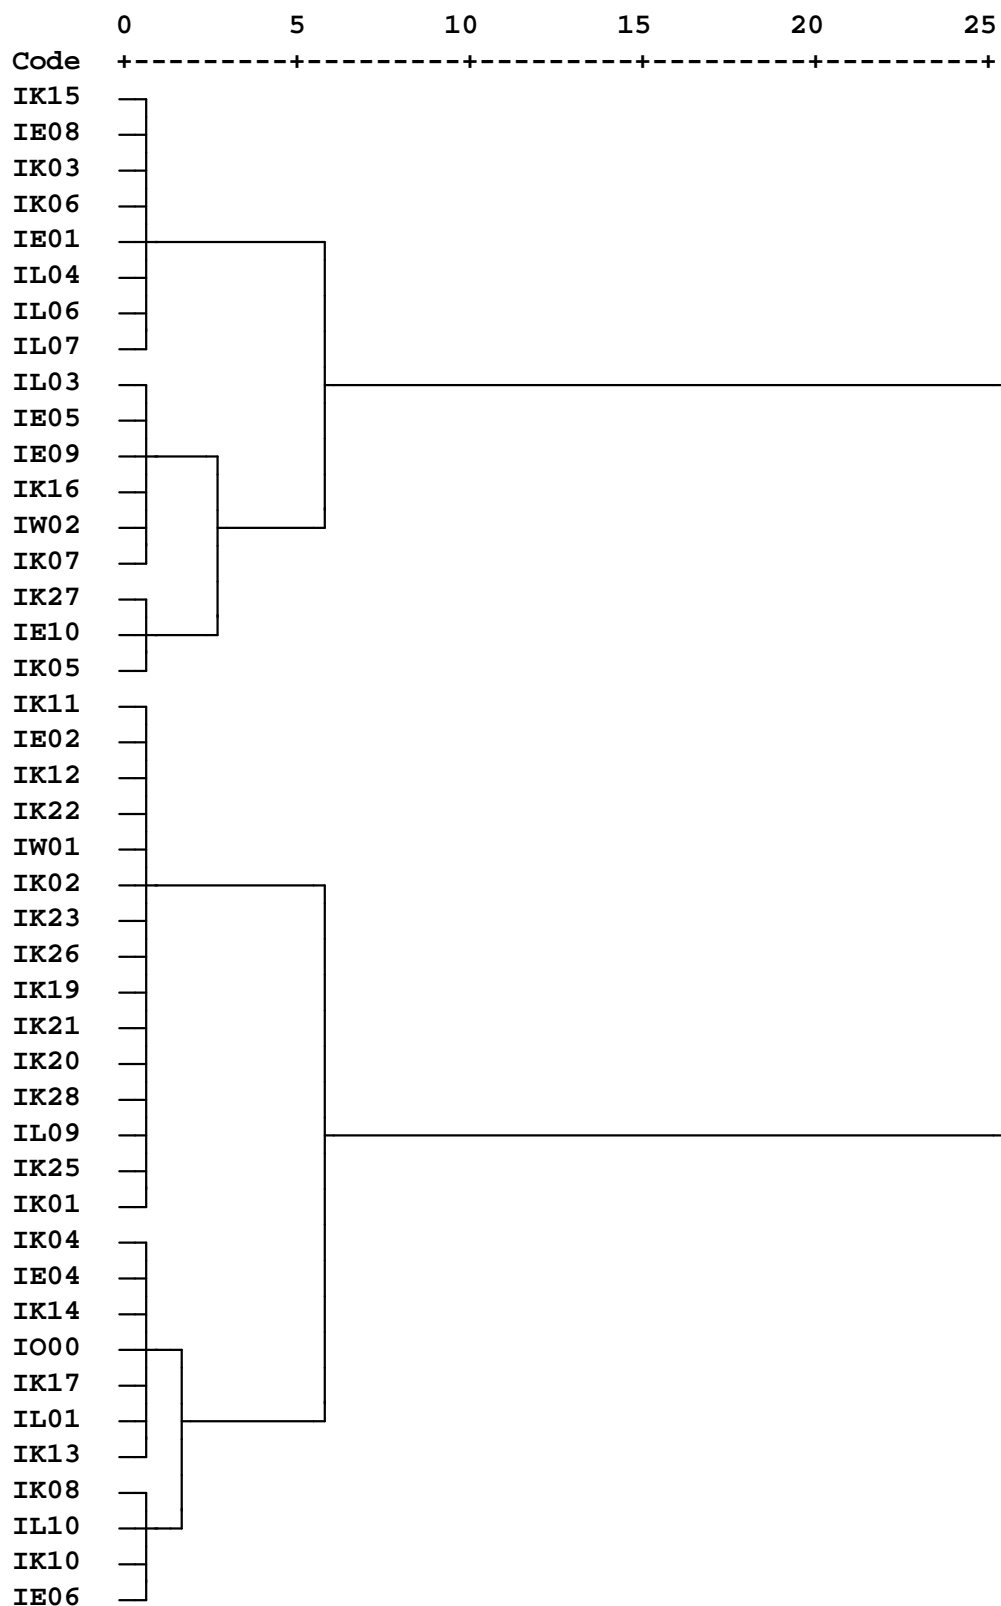 0 5 10 15 20 25
Code +---------+---------+---------+---------+---------+
IK15
IE08
IK03
IK06
IE01
IL04
IL06
IL07
IL03
IE05
IE09
IK16
IW02
IK07
IK27
IE10
IK05
IK11
IE02
IK12
IK22
IW01
IK02
IK23
IK26
IK19
IK21
IK20
IK28
IL09
IK25
IK01
IK04
IE04
IK14
IO00
IK17
IL01
IK13
IK08
IL10
IK10
IE06